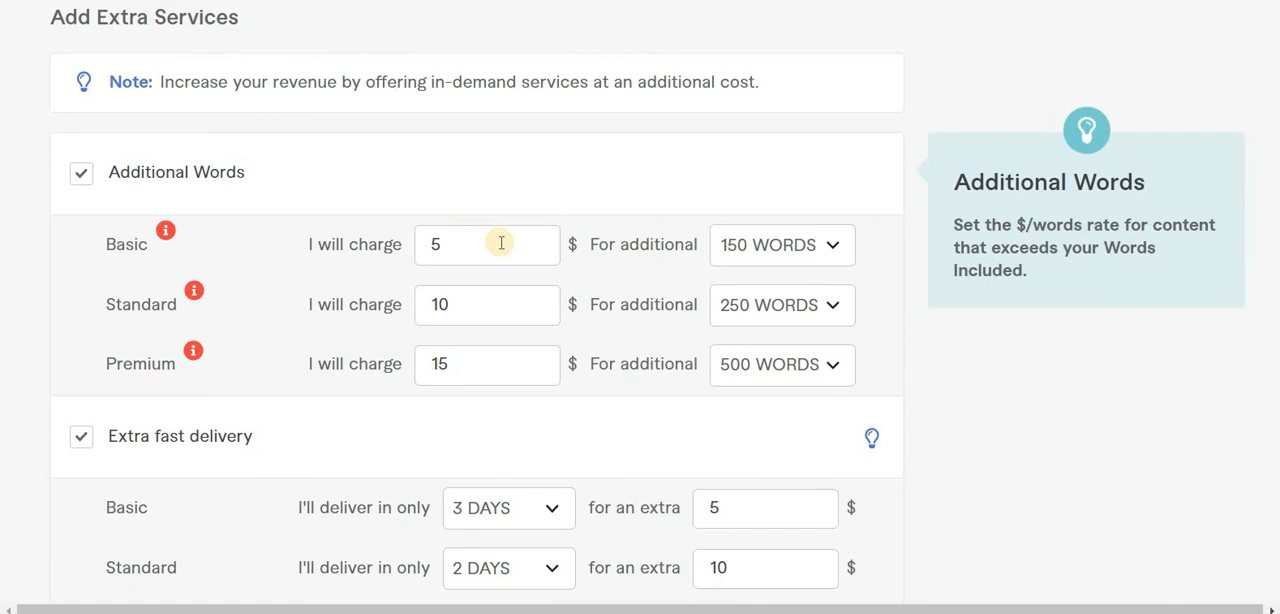 Add Extra Services
Note: Increase your revenue by offering in-demand services at an additional cost.
Additional Words
Basic I will charge 5 $ For additional 150 WORDS
Standard I will charge 10 $ For additional 250 WORDS
Premium I will charge 15 $ For additional 500 WORDS
Additional Words
Set the $/words rate for content
that exceeds your Words
Included.
Extra fast delivery
Basic I'll deliver in only 3 DAYS for an extra 5 $
Standard I'll deliver in only 2 DAYS for an extra 10 $